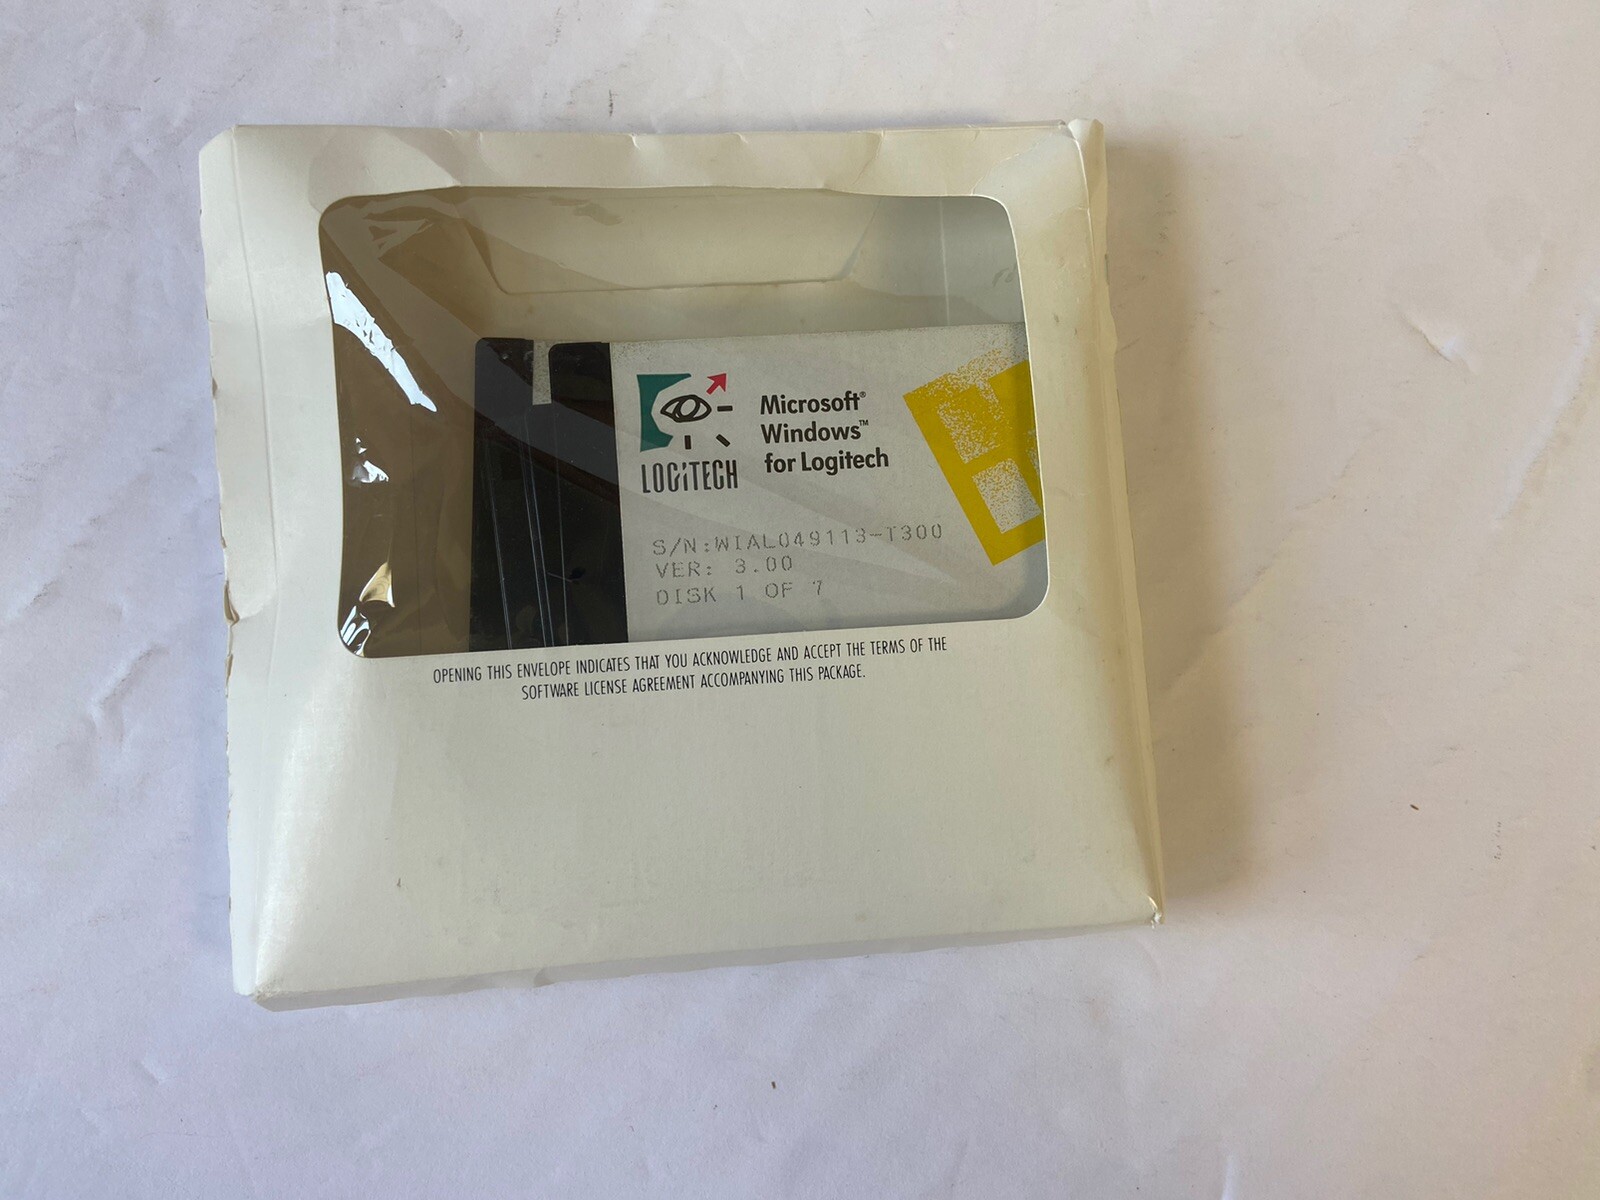 LOGITECH
Microsoft®
Windows™
for Logitech
S/N:WIAL049113-T300
VER: 3.00
DISK 1 OF 7
OPENING THIS ENVELOPE INDICATES THAT YOU ACKNOWLEDGE AND ACCEPT THE TERMS OF THE
SOFTWARE LICENSE AGREEMENT ACCOMPANYING THIS PACKAGE.